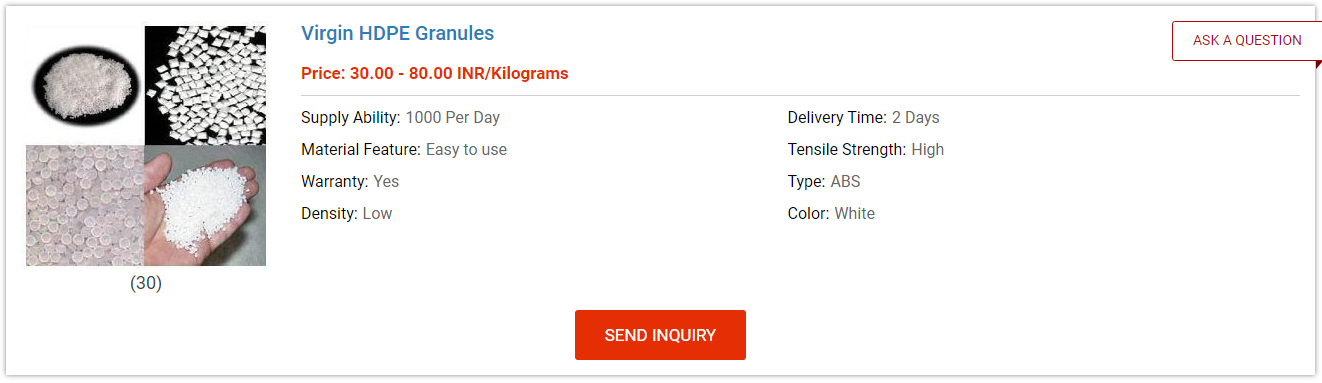 Virgin HDPE Granules
ASK A QUESTION
Price: 30.00 - 80.00 INR/Kilograms
Supply Ability: 1000 Per Day
Delivery Time: 2 Days
Material Feature: Easy to use
Tensile Strength: High
Warranty: Yes
Type: ABS
Density: Low
Color: White
(30)
SEND INQUIRY